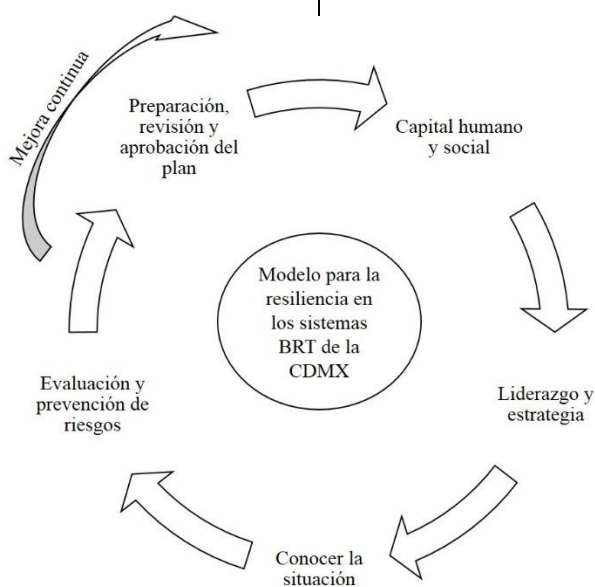 Mejora continua
Preparación,
revisión y
aprobación del
plan
Capital humano
y social
Modelo para la
resiliencia en
los sistemas
BRT de la
CDMX
Evaluación y
prevención de
riesgos
Liderazgo y
estrategia
Conocer la
situación